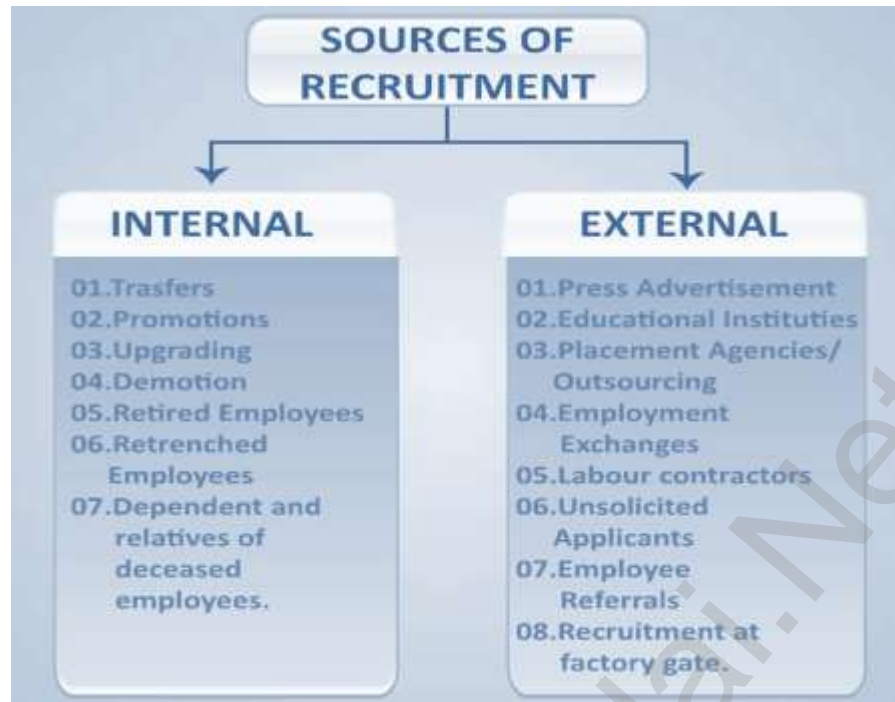 SOURCES OF
RECRUITMENT
INTERNAL
01.Trasfers
02.Promotions
03.Upgrading
04.Demotion
05.Retired Employees
06.Retrenched
Employees
07.Dependent and
relatives of
deceased
employees.
EXTERNAL
01.Press Advertisement
02.Educational Instituties
03.Placement Agencies/
Outsourcing
04.Employment
Exchanges
05.Labour contractors
06.Unsolicited
Applicants
07.Employee
Referrals
08.Recruitment at
factory gate.